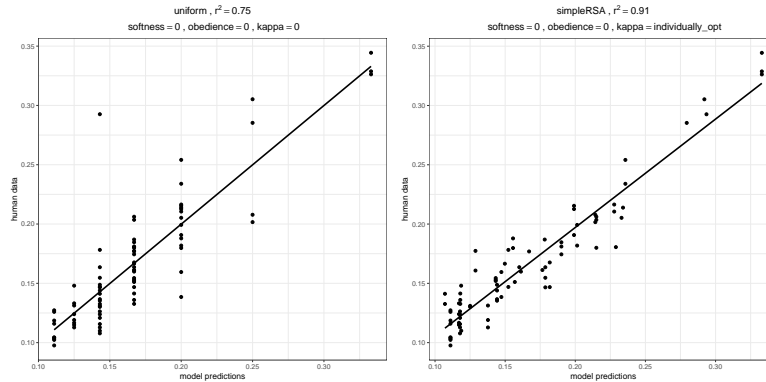 uniform , r² = 0.75
softness = 0 , obedience = 0 , kappa = 0
0.35
0.30
0.25
0.20
0.15
0.10
human data
0.10 0.15 0.20 0.25 0.30
model predictions
simpleRSA , r² = 0.91
softness = 0 , obedience = 0 , kappa = individually_opt
0.35
0.30
0.25
0.20
0.15
0.10
human data
0.10 0.15 0.20 0.25 0.30
model predictions